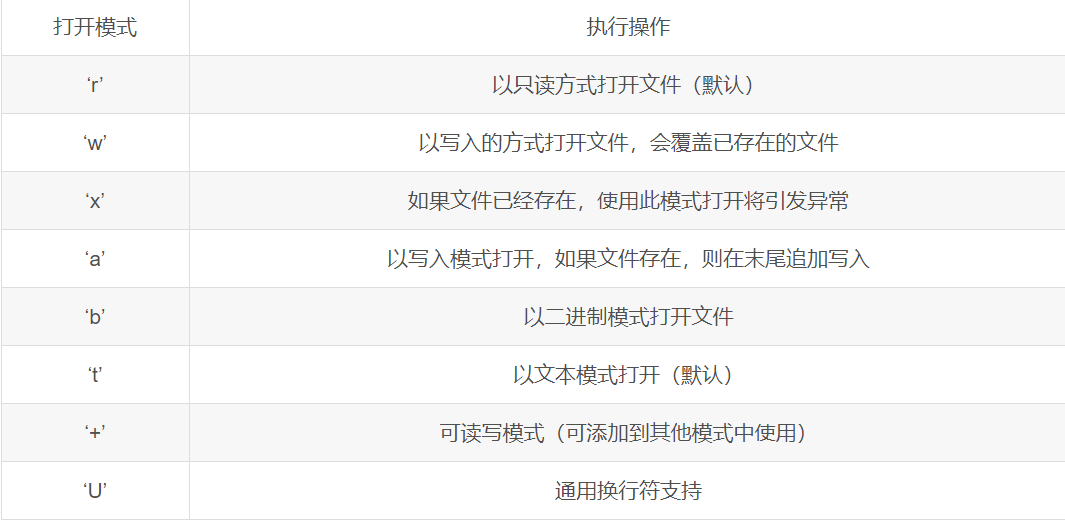 打开模式 执行操作
‘r’ 以只读方式打开文件（默认）
‘w’ 以写入的方式打开文件，会覆盖已存在的文件
‘x’ 如果文件已经存在，使用此模式打开将引发异常
‘a’ 以写入模式打开，如果文件存在，则在末尾追加写入
‘b’ 以二进制模式打开文件
‘t’ 以文本模式打开（默认）
‘+’ 可读写模式（可添加到其他模式中使用）
‘U’ 通用换行符支持